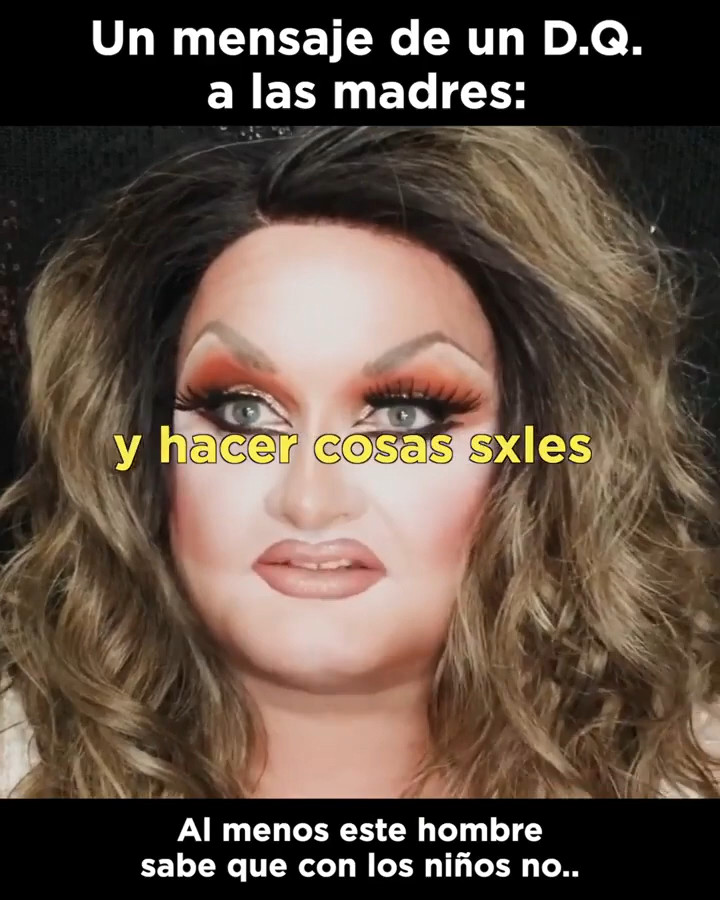 Un mensaje de un D.Q.
a las madres:
y hacer cosas sxles
Al menos este hombre
sabe que con los niños no..